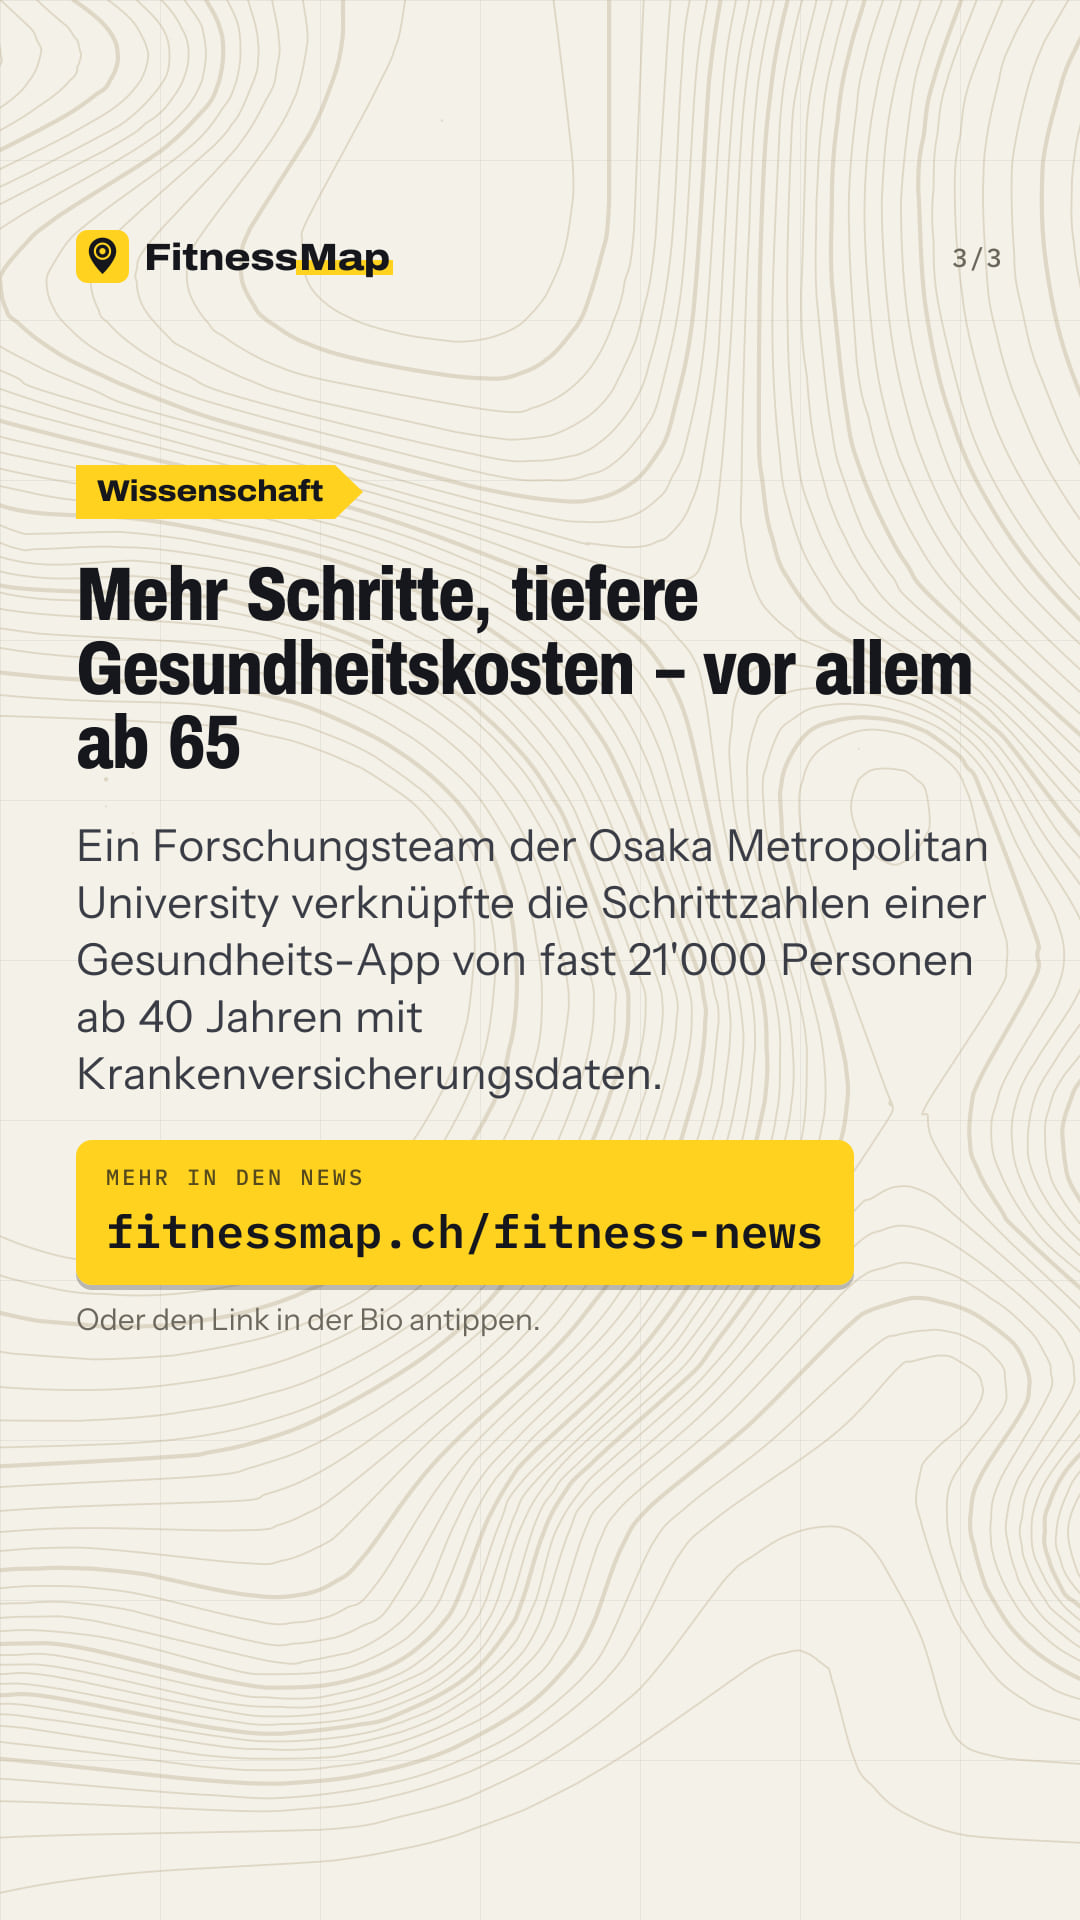 FitnessMap
3/3
Wissenschaft
Mehr Schritte, tiefere
Gesundheitskosten – vor allem
ab 65
Ein Forschungsteam der Osaka Metropolitan
University verknüpfte die Schrittzahlen einer
Gesundheits-App von fast 21'000 Personen
ab 40 Jahren mit
Krankenversicherungsdaten.
MEHR IN DEN NEWS
fitnessmap.ch/fitness-news
Oder den Link in der Bio antippen.